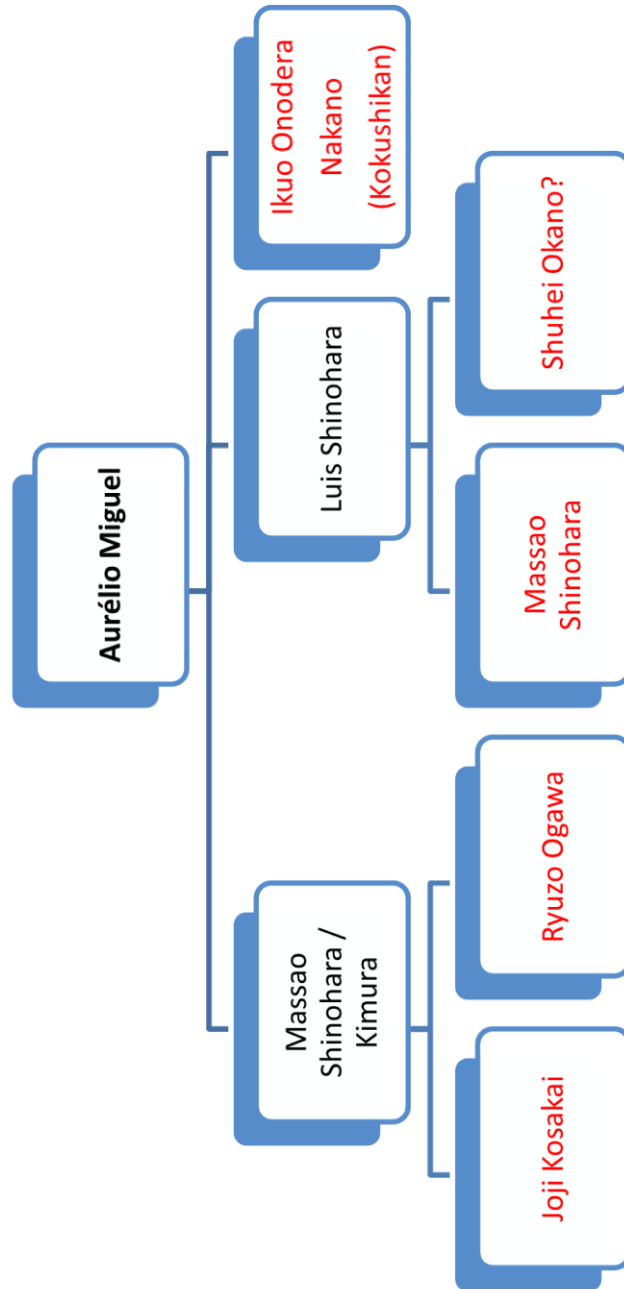 Aurélio Miguel
Massao
Shinohara /
Kimura
Luis Shinohara
Ikuo Onodera
Nakano
(Kokushikan)
Joji Kosakai
Ryuzo Ogawa
Massao
Shinohara
Shuhei Okano?